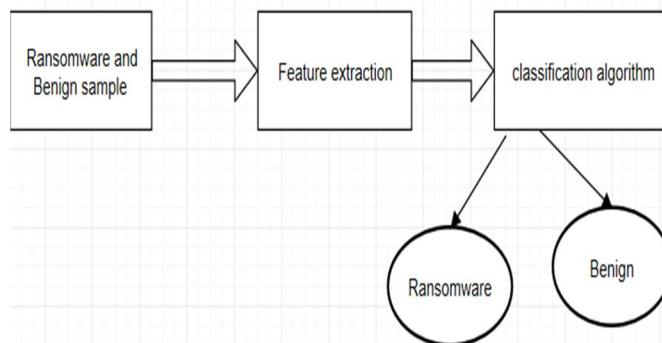 Ransomware and
Benign sample
Feature extraction
classification algorithm
Ransomware
Benign